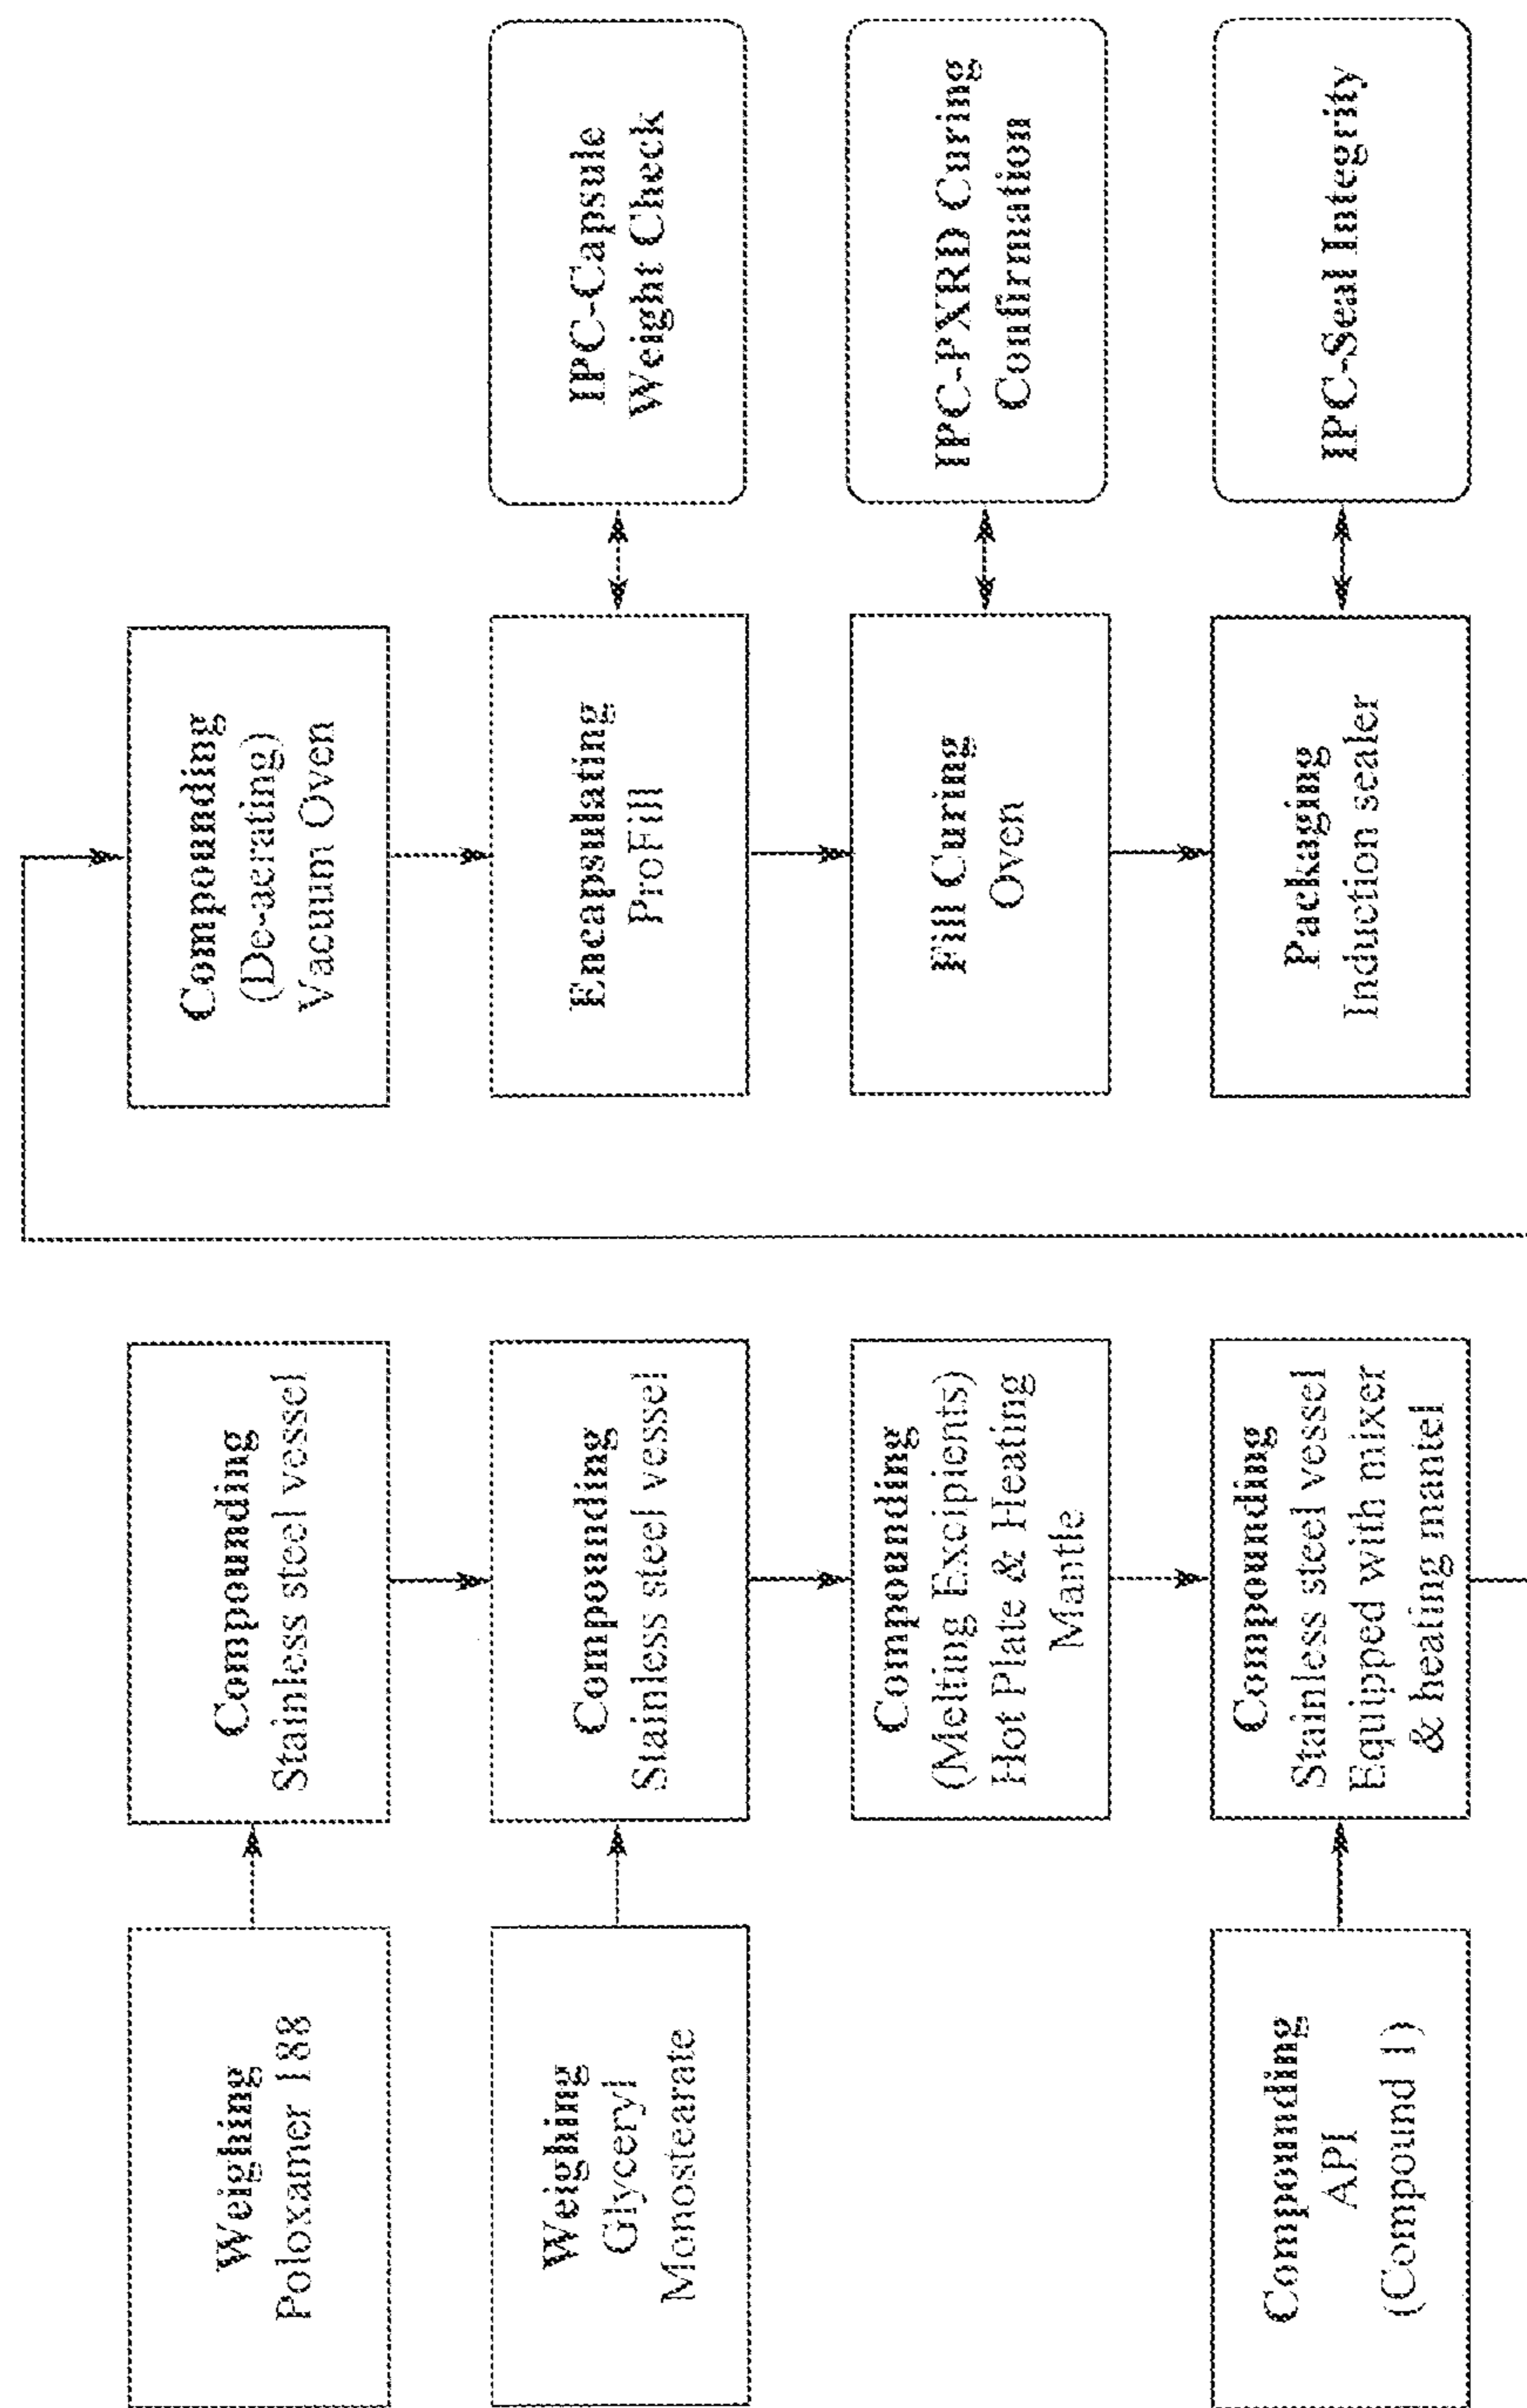 Weighing
Poloxamer 188
Compounding
Stainless steel vessel
Weighing
Glyceryl
Monostearate
Compounding
Stainless steel vessel
Compounding
(Melting Excipients)
Hot Plate & Heating
Mantle
Compounding
API
(Compound 1)
Compounding
Stainless steel vessel
Equipped with mixer
& heating mantel
Compounding
(De-aerating)
Vacuum Oven
Encapsulating
ProFill
IPC-Capsule
Weight Check
Fill Curing
Oven
IPC-PXRD Curing
Confirmation
Packaging
Induction sealer
IPC-Seal Integrity